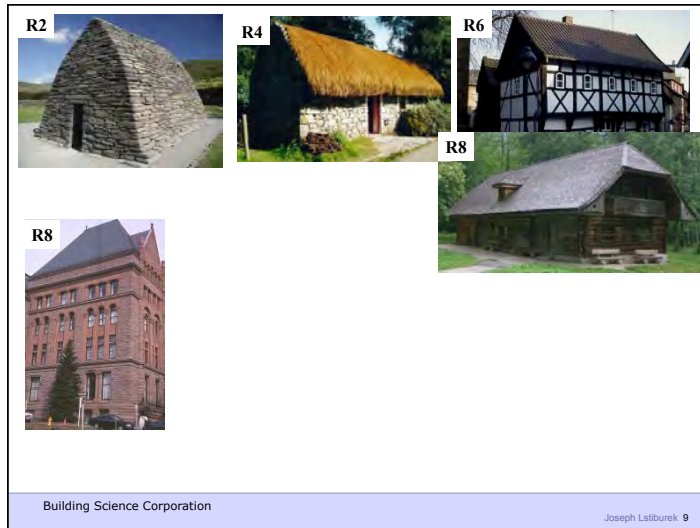 R2
R4
R6
R8
R8
Building Science Corporation
Joseph Lstiburek 9